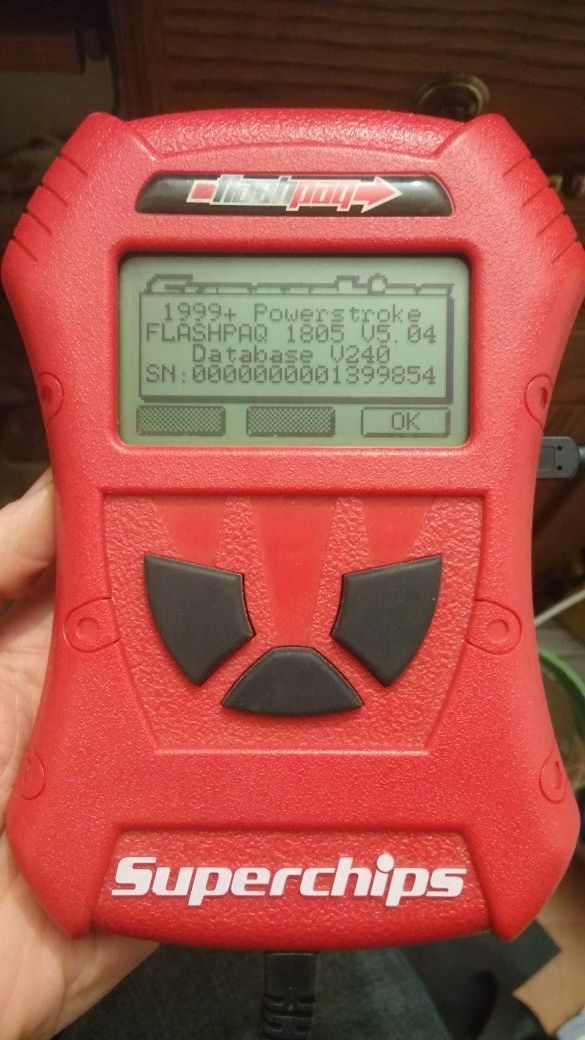 flashpaq
1999+ Powerstroke
FLASHPAQ 1805 V5.04
Database V240
SN:0000000001399854
OK
Superchips